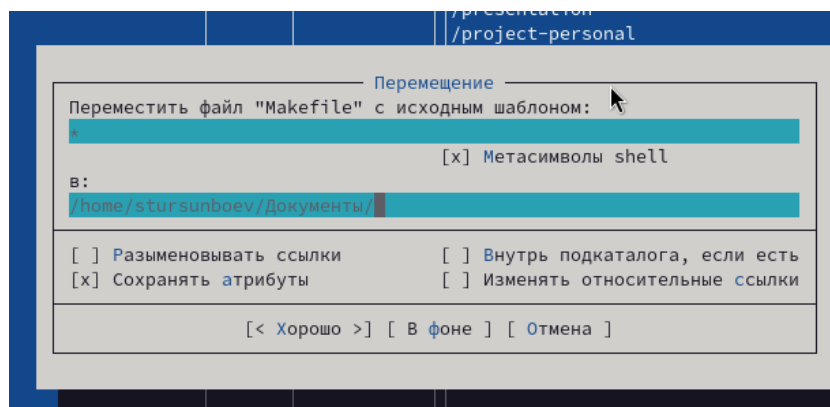 /presentation
/project-personal
Перемещение
Переместить файл "Makefile" с исходным шаблоном:
*
[x] Метасимволы shell
в:
/home/stursunboev/Документы/
[ ] Разыменовывать ссылки [ ] Внутрь подкаталога, если есть
[x] Сохранять атрибуты [ ] Изменять относительные ссылки
[< Хорошо >] [ В фоне ] [ Отмена ]